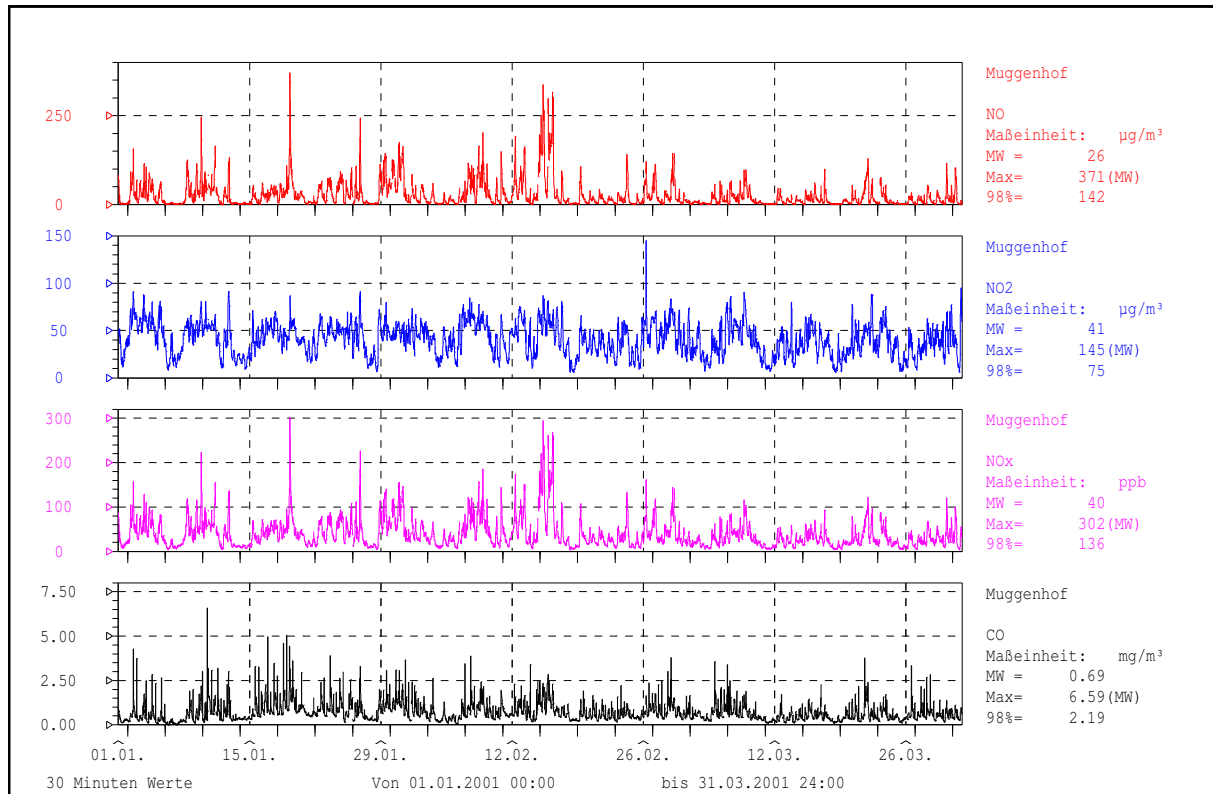 Muggenhof
250
NO
Maßeinheit: µg/m³
MW = 26
Max= 371(MW)
0
98%= 142
150
Muggenhof
100
NO2
Maßeinheit: µg/m³
50
MW = 41
Max= 145(MW)
0
98%= 75
300
Muggenhof
200
NOx
Maßeinheit: ppb
100
MW = 40
Max= 302(MW)
0
98%= 136
7.50
Muggenhof
5.00
CO
Maßeinheit: mg/m³
2.50
MW = 0.69
Max= 6.59(MW)
0.00
98%= 2.19
01.01. 15.01. 29.01. 12.02. 26.02. 12.03. 26.03.
30 Minuten Werte Von 01.01.2001 00:00 bis 31.03.2001 24:00